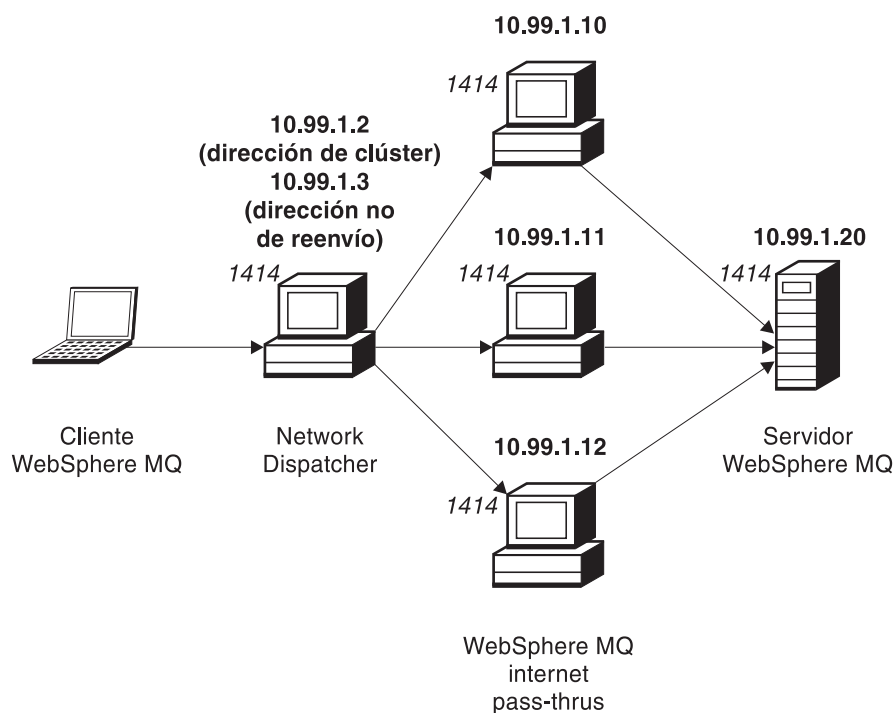 10.99.1.10
1414
10.99.1.2
(dirección de clúster)
10.99.1.3
(dirección no
de reenvío)
1414
10.99.1.11
1414
10.99.1.20
1414
Cliente
WebSphere MQ
Network
Dispatcher
10.99.1.12
1414
Servidor
WebSphere MQ
WebSphere MQ
internet
pass-thrus